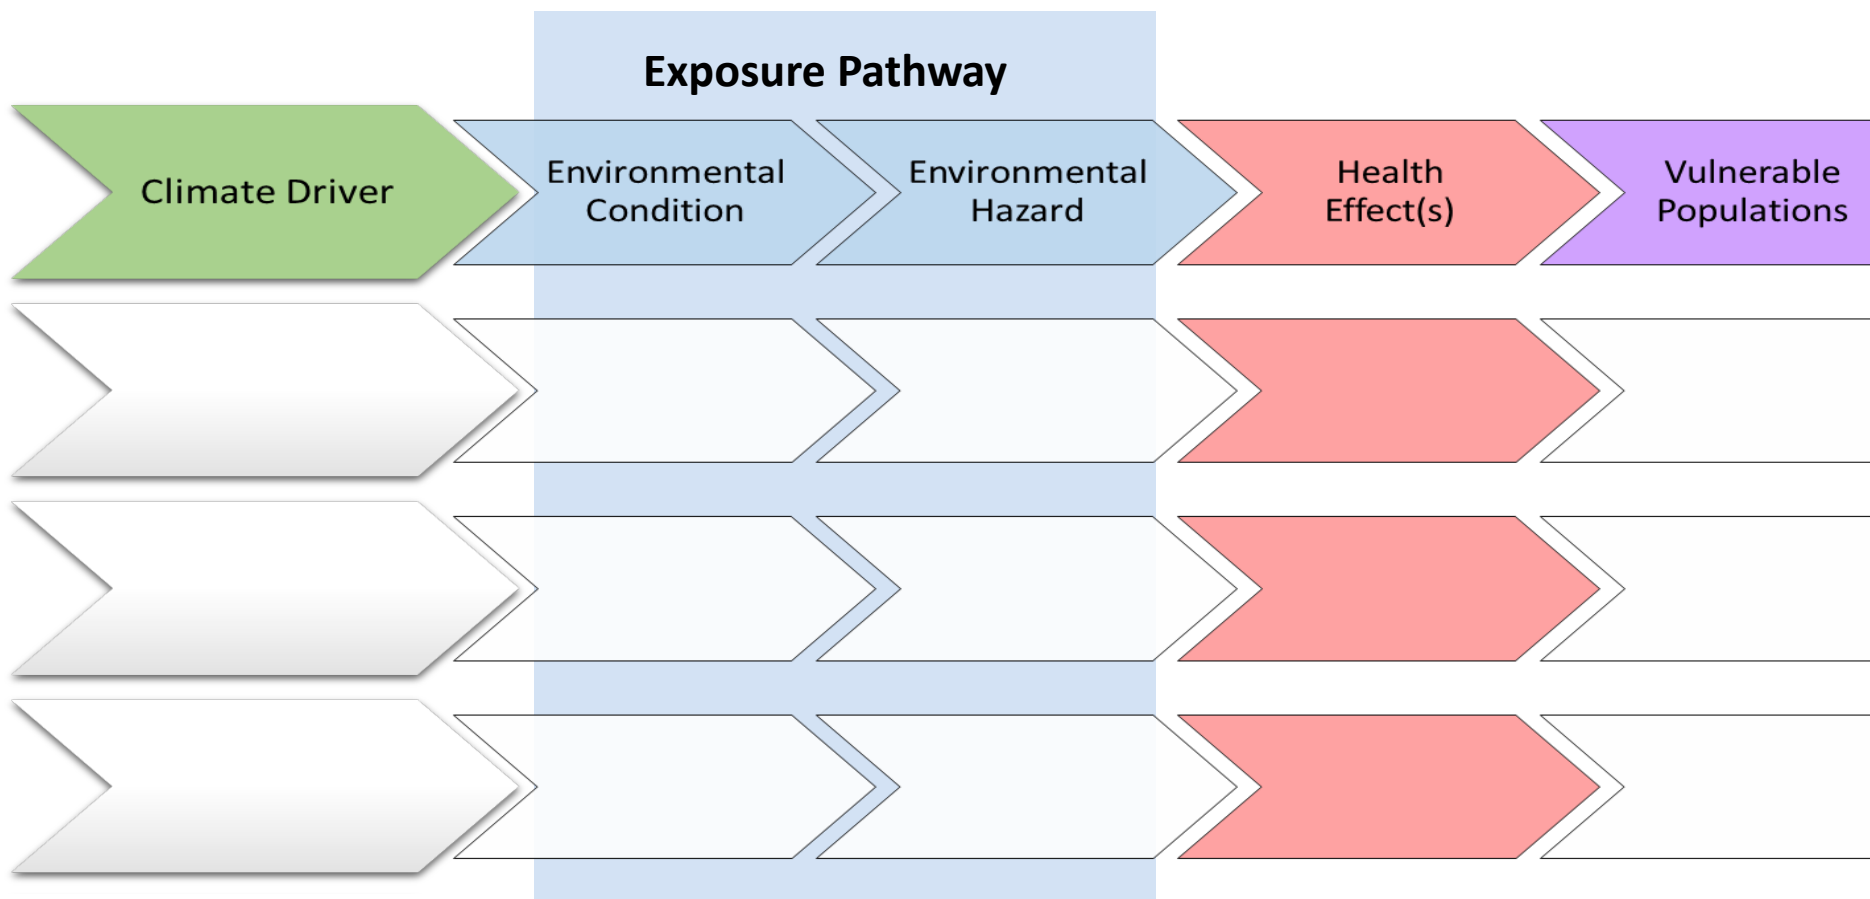 Exposure Pathway
Climate Driver
Environmental
Condition
Environmental
Hazard
Health
Effect(s)
Vulnerable
Populations